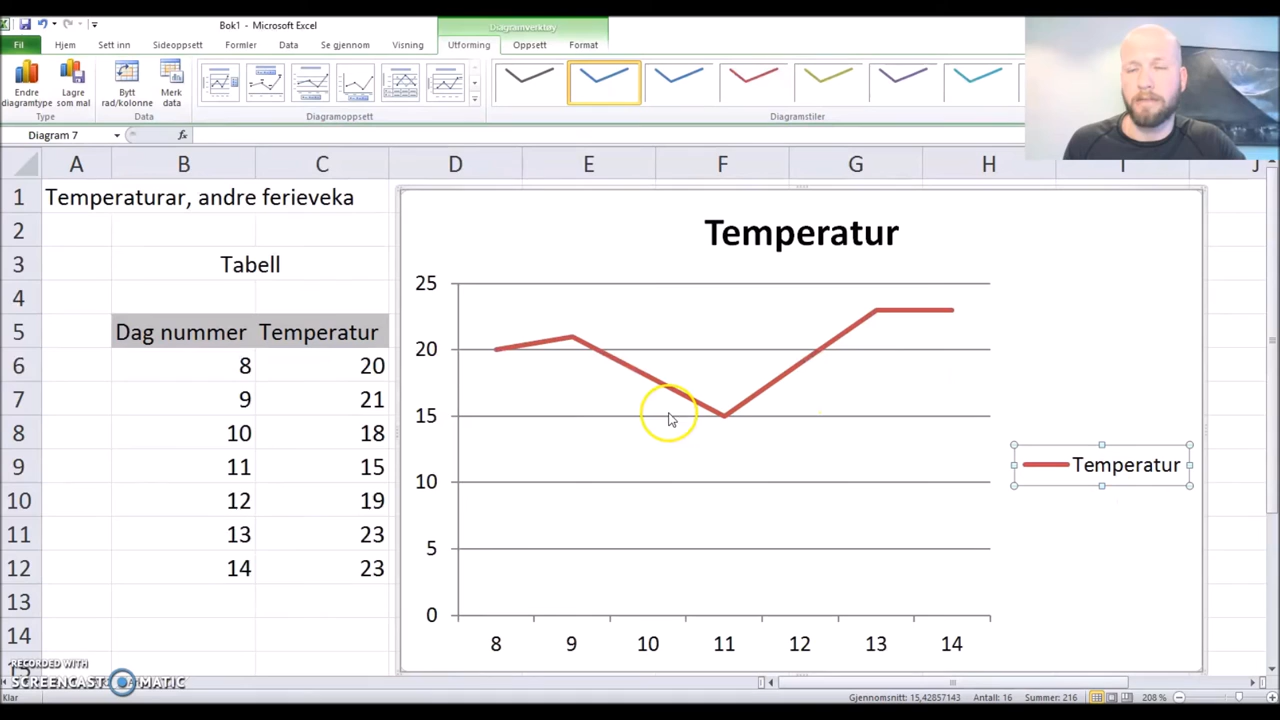 Bok1 - Microsoft Excel
Diagramverktøy
Fil Hjem Sett inn Sideoppsett Formler Data Se gjennom Visning Utforming Oppsett Format
Endre diagramtype
Lagre som mal
Bytt rad/kolonne
Merk data
Type Data Diagramoppsett Diagramstiler
Diagram 7 fx
A B C D E F G H I J
1 Temperaturar, andre ferieveka
2
3 Tabell
4
5 Dag nummer Temperatur
6 8 20
7 9 21
8 10 18
9 11 15
10 12 19
11 13 23
12 14 23
13
14
15
Temperatur
25
20
15
10
5
0
8 9 10 11 12 13 14
Temperatur
RECORDED WITH
SCREENCAST-O-MATIC
Klar Gjennomsnitt: 15,42857143 Antall: 16 Summer: 216 208 %